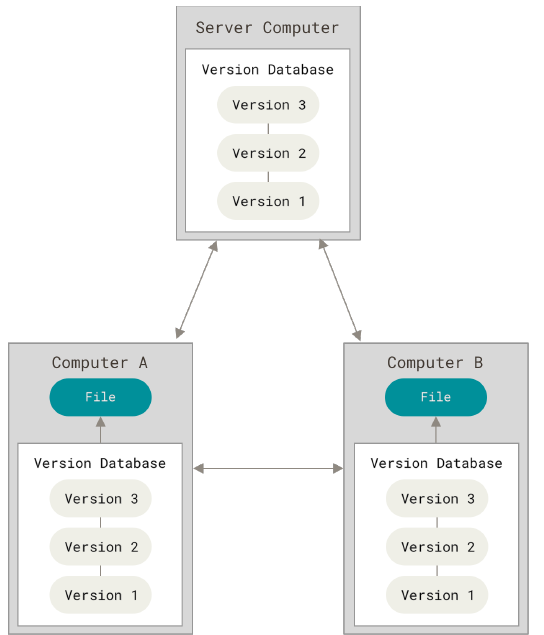 Server Computer
Version Database
Version 3
Version 2
Version 1
Computer A
File
Version Database
Version 3
Version 2
Version 1
Computer B
File
Version Database
Version 3
Version 2
Version 1